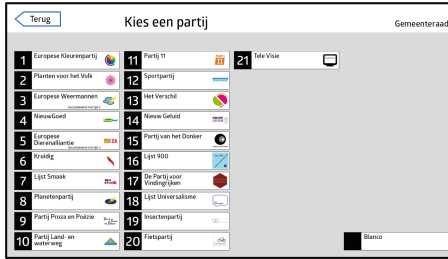 Terug
Kies een partij
Gemeenteraad
1 Europese Kleurenpartij
2 Planten voor het Volk
3 Europese Weermannen
4 NieuwGoed
5 Europese Dierenalliantie
6 Kruidig
7 Lijst Smaak
8 Planetenpartij
9 Partij Proza en Poëzie
10 Partij Land- en waterweg
11 Partij 11
12 Sportpartij
13 Het Verschil
14 Nieuw Geluid
15 Partij van het Donker
16 Lijst 900
17 De Partij voor Vindingrijken
18 Lijst Universalisme
19 Insectenpartij
20 Fietspartij
21 Tele Visie
Blanco